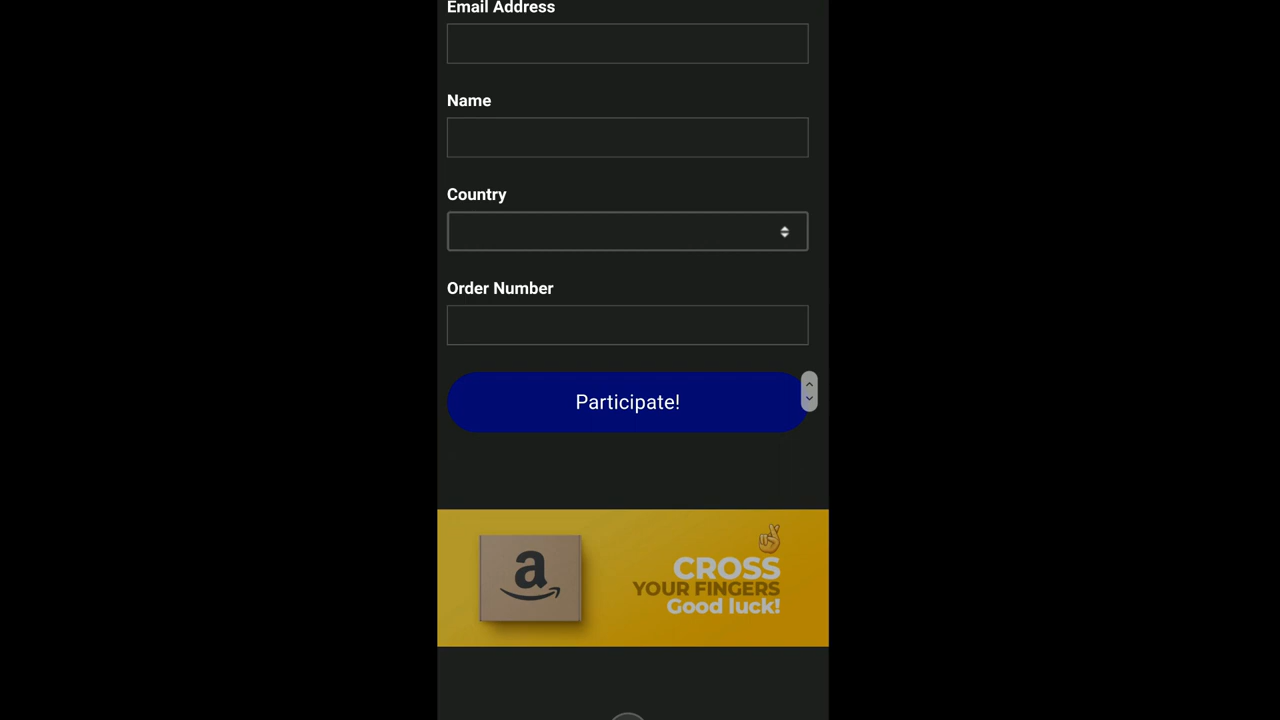 Email Address
Name
Country
Order Number
Participate!
a
CROSS
YOUR FINGERS
Good luck!